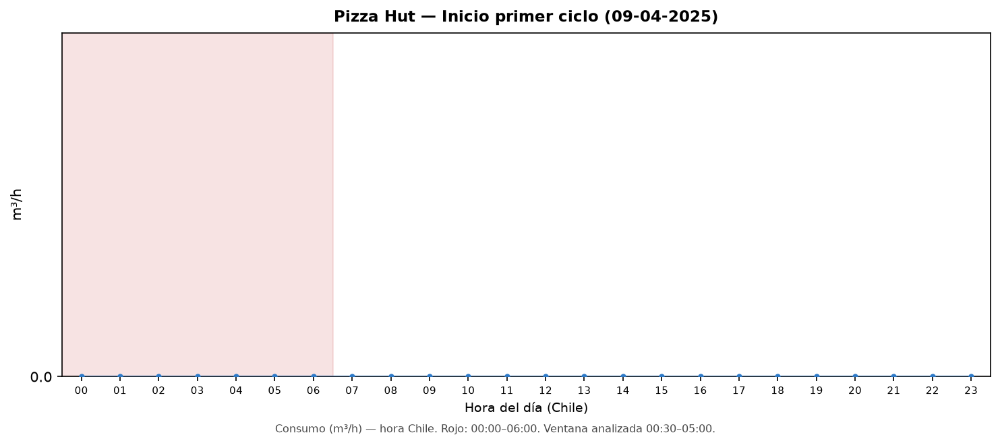 Pizza Hut — Inicio primer ciclo (09-04-2025)
m³/h
0.0
00 01 02 03 04 05 06 07 08 09 10 11 12 13 14 15 16 17 18 19 20 21 22 23
Hora del día (Chile)
Consumo (m³/h) — hora Chile. Rojo: 00:00–06:00. Ventana analizada 00:30–05:00.